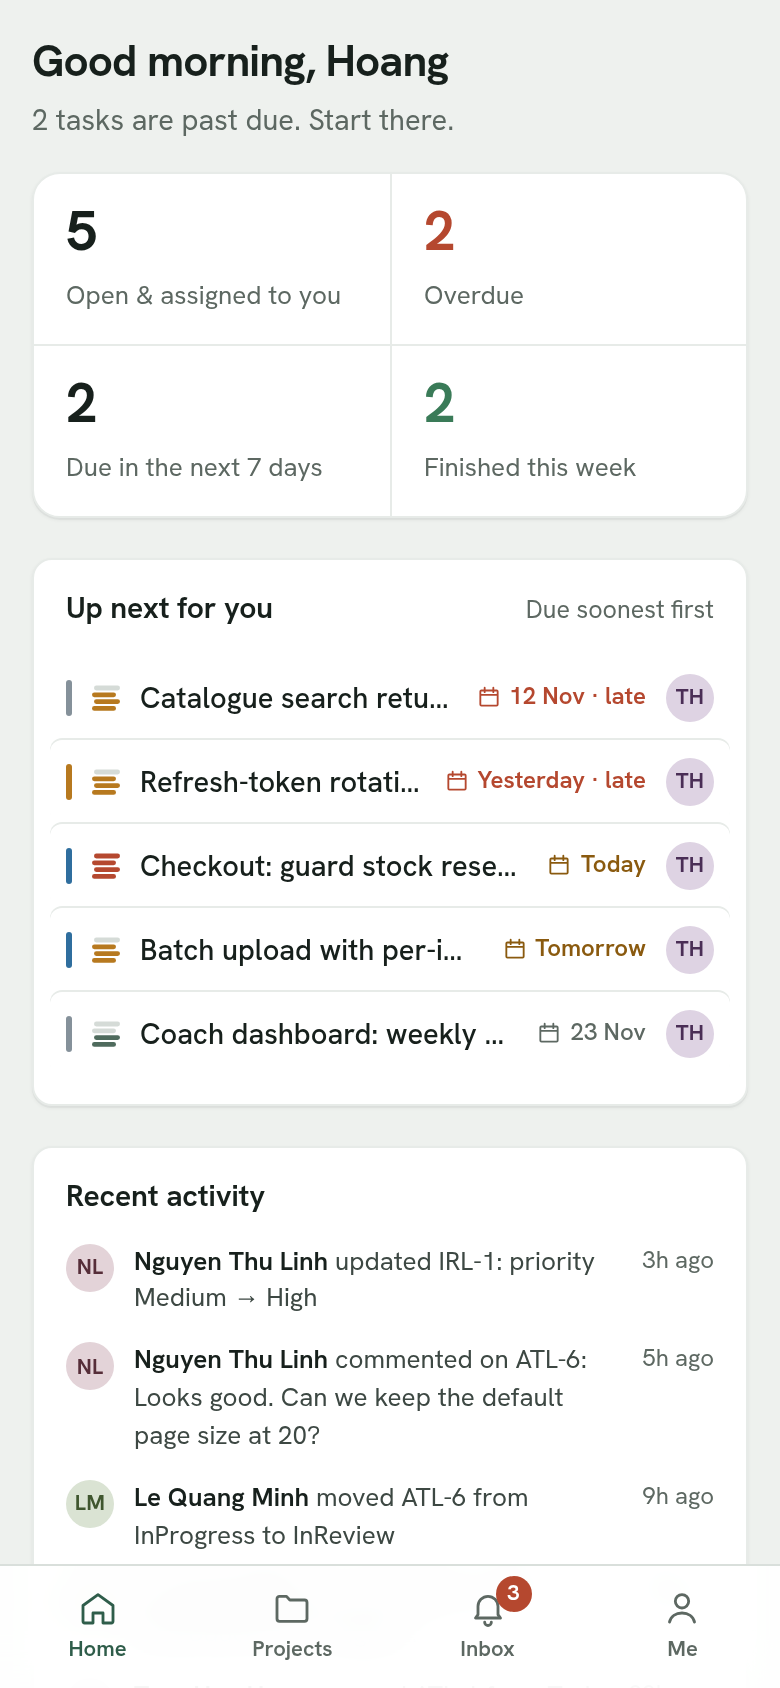 Good morning, Hoang
2 tasks are past due. Start there.
5
Open & assigned to you
2
Overdue
2
Due in the next 7 days
2
Finished this week
Up next for you
Due soonest first
Catalogue search retu...
12 Nov · late
TH
Refresh-token rotati...
Yesterday · late
TH
Checkout: guard stock rese...
Today
TH
Batch upload with per-i...
Tomorrow
TH
Coach dashboard: weekly ...
23 Nov
TH
Recent activity
NL
Nguyen Thu Linh updated IRL-1: priority
Medium → High
3h ago
NL
Nguyen Thu Linh commented on ATL-6:
Looks good. Can we keep the default
page size at 20?
5h ago
LM
Le Quang Minh moved ATL-6 from
InProgress to InReview
9h ago
Home
Projects
3
Inbox
Me